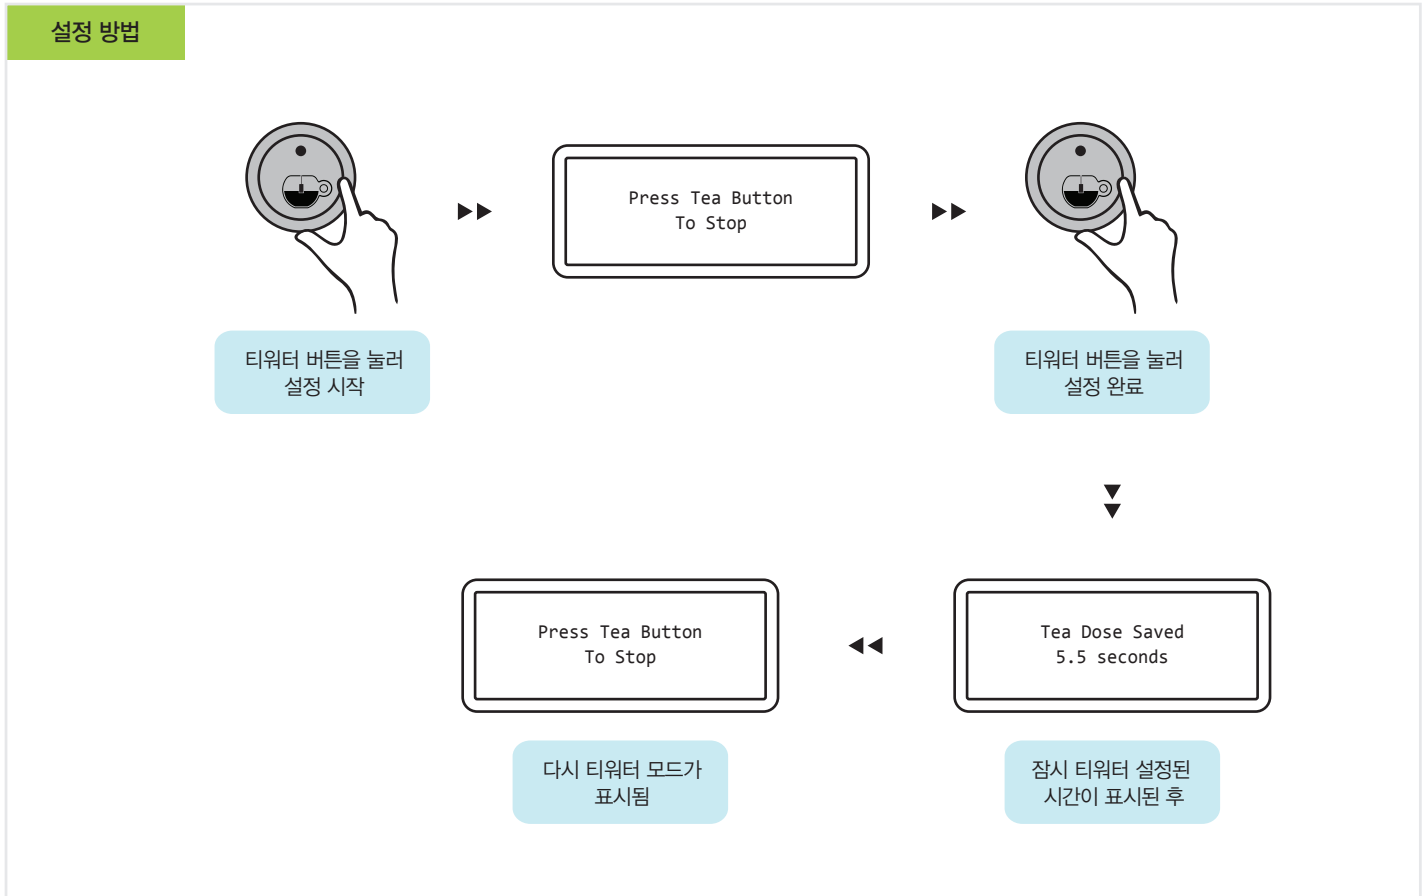 설정 방법
Press Tea Button
To Stop
티워터 버튼을 눌러
설정 시작
티워터 버튼을 눌러
설정 완료
Tea Dose Saved
5.5 seconds
잠시 티워터 설정된
시간이 표시된 후
Press Tea Button
To Stop
다시 티워터 모드가
표시됨